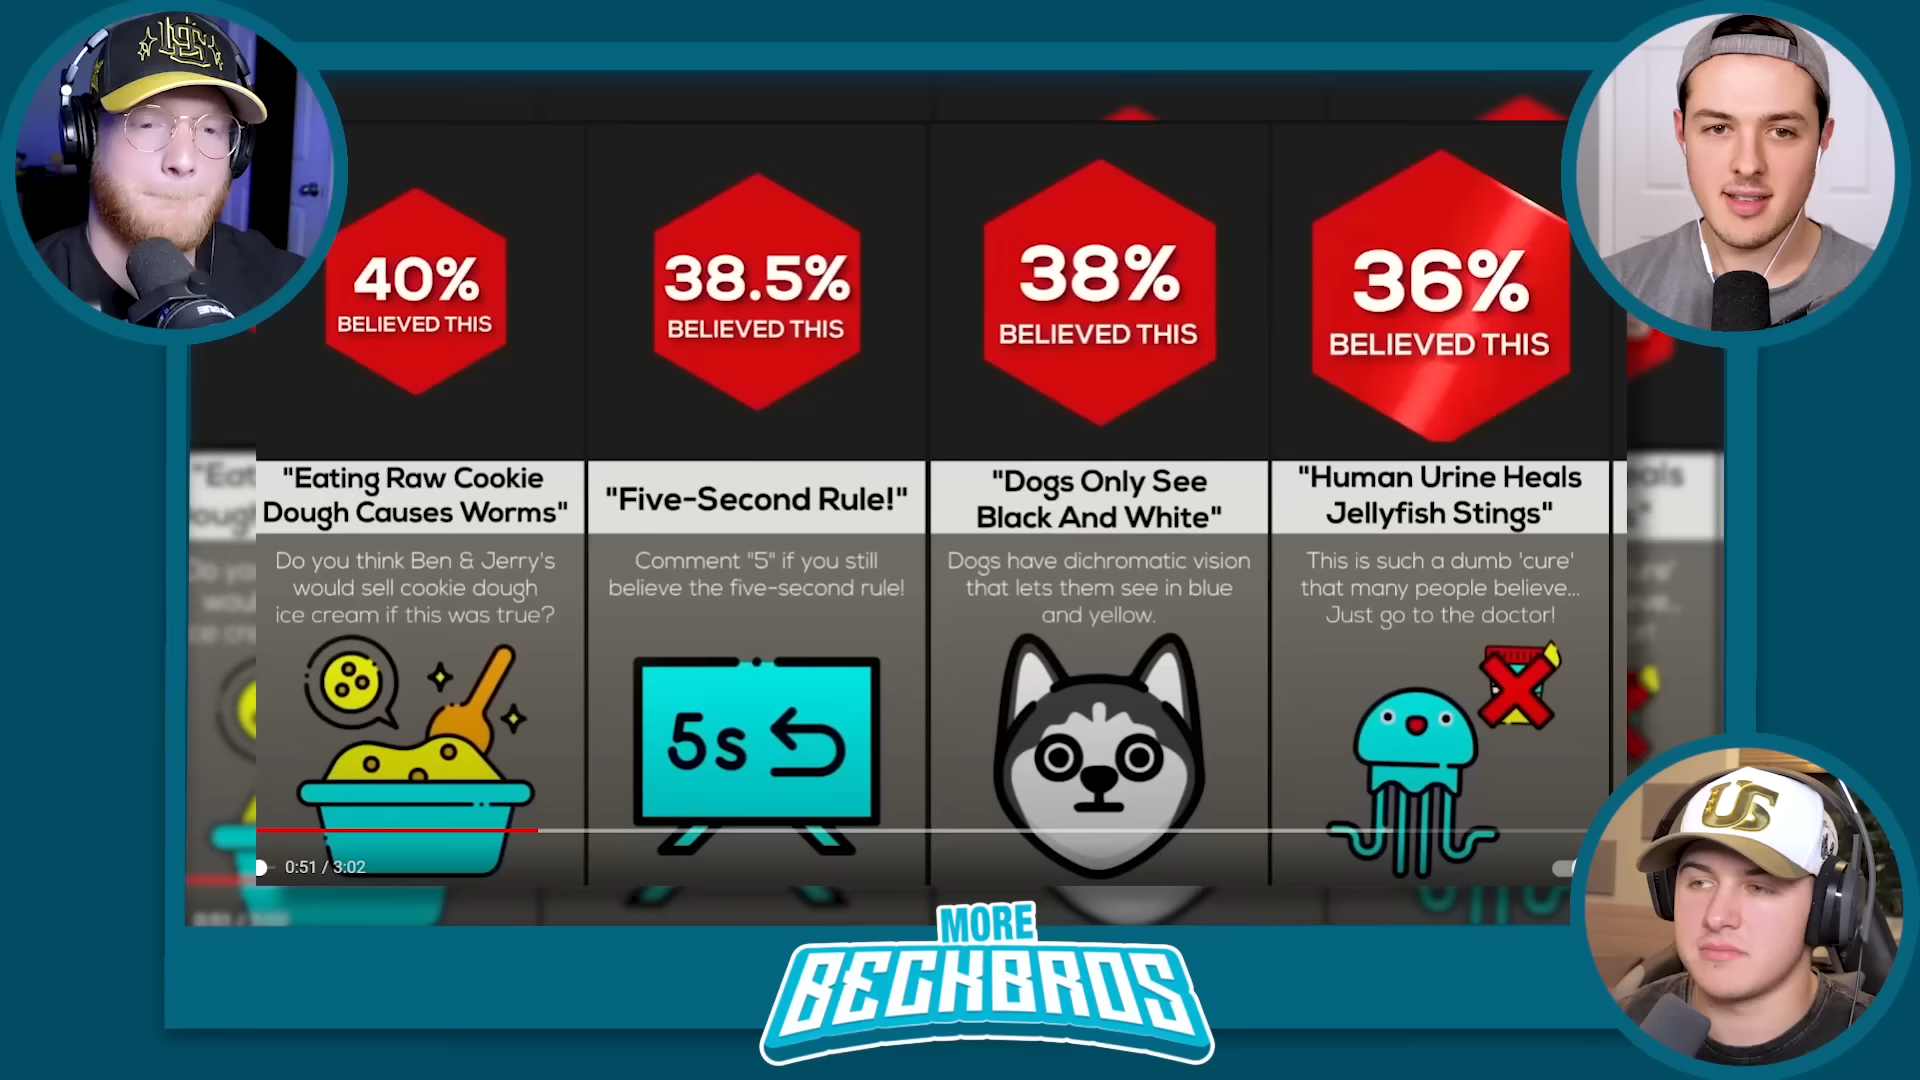 40%
BELIEVED THIS
"Eating Raw Cookie
Dough Causes Worms"
Do you think Ben & Jerry's
would sell cookie dough
ice cream if this was true?
38.5%
BELIEVED THIS
"Five-Second Rule!"
Comment "5" if you still
believe the five-second rule!
5s
38%
BELIEVED THIS
"Dogs Only See
Black And White"
Dogs have dichromatic vision
that lets them see in blue
and yellow.
36%
BELIEVED THIS
"Human Urine Heals
Jellyfish Stings"
This is such a dumb 'cure'
that many people believe...
Just go to the doctor!
0:51 / 3:02
MORE
BECKBROS